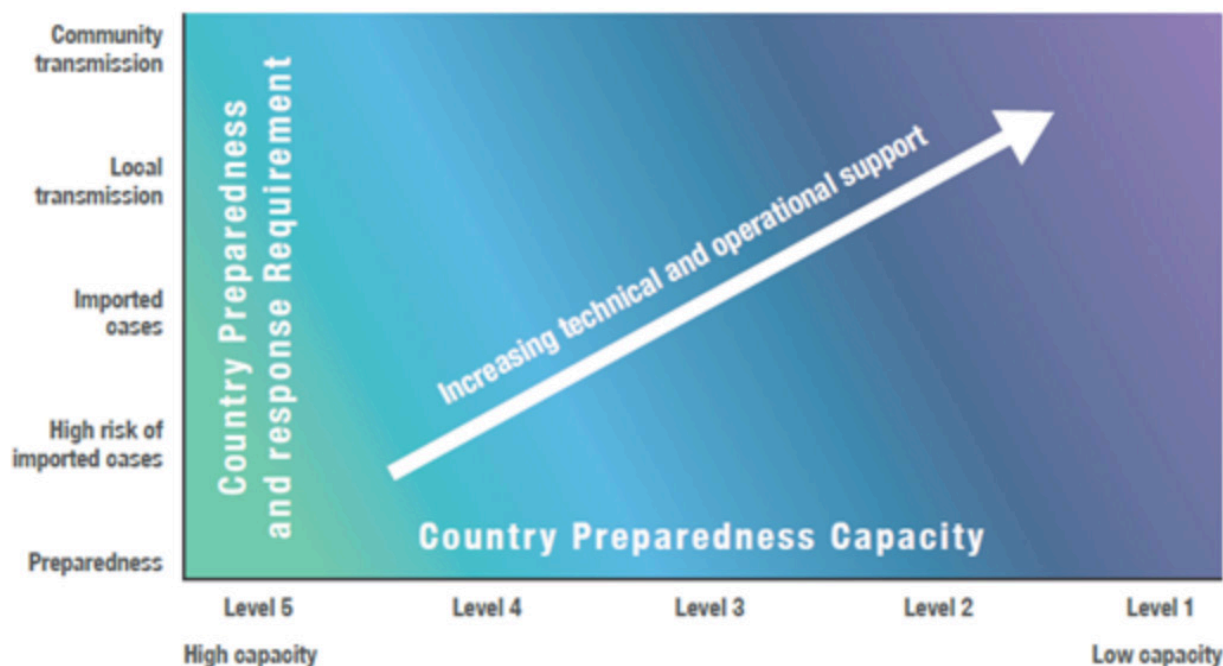 Community
transmission
Local
transmission
Imported
cases
High risk of
imported cases
Preparedness
Country Preparedness
and response Requirement
Increasing technical and operational support
Country Preparedness Capacity
Level 5
Level 4
Level 3
Level 2
Level 1
High capacity
Low capacity